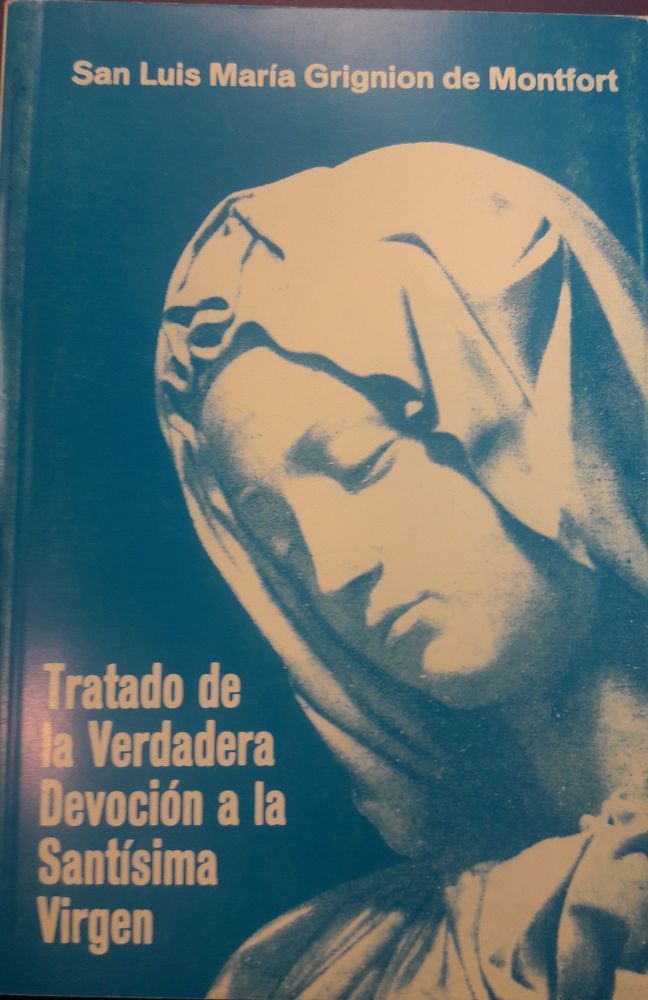 San Luis María Grignion de Montfort
Tratado de
la Verdadera
Devoción a la
Santísima
Virgen